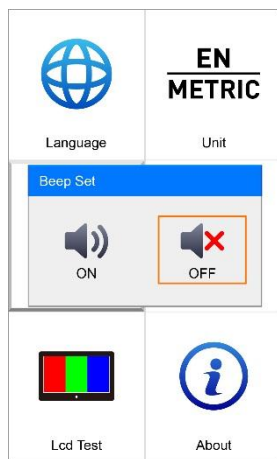 EN
METRIC
Language
Unit
Beep Set
ON
OFF
Lcd Test
About